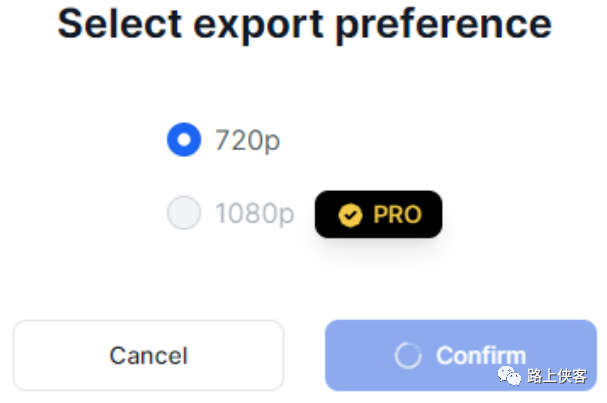 Select export preference
720p
1080p PRO
Cancel Confirm
路上侠客